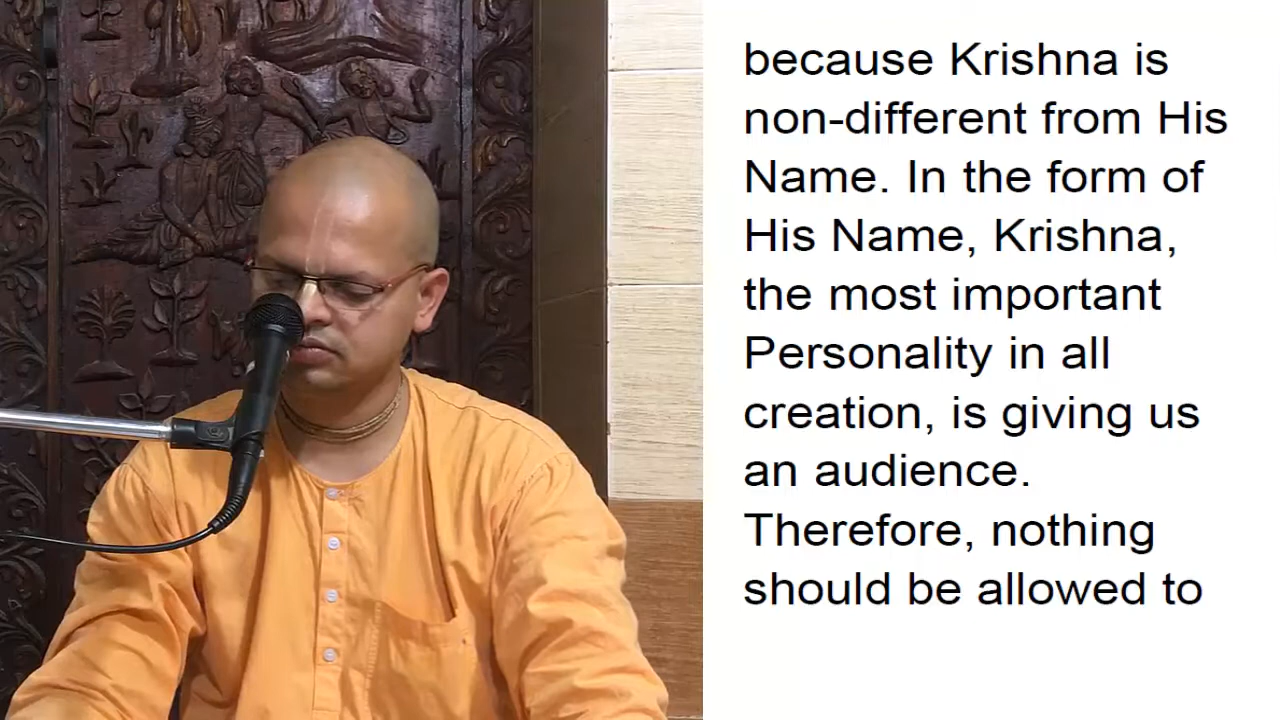 because Krishna is
non-different from His
Name. In the form of
His Name, Krishna,
the most important
Personality in all
creation, is giving us
an audience.
Therefore, nothing
should be allowed to